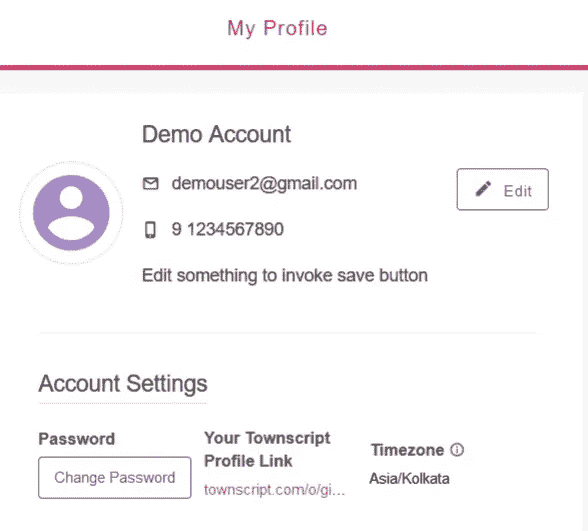 My Profile
Demo Account
demouser2@gmail.com
Edit
9 1234567890
Edit something to invoke save button
Account Settings
Password
Change Password
Your Townscript
Profile Link
townscript.com/o/gi...
Timezone
Asia/Kolkata